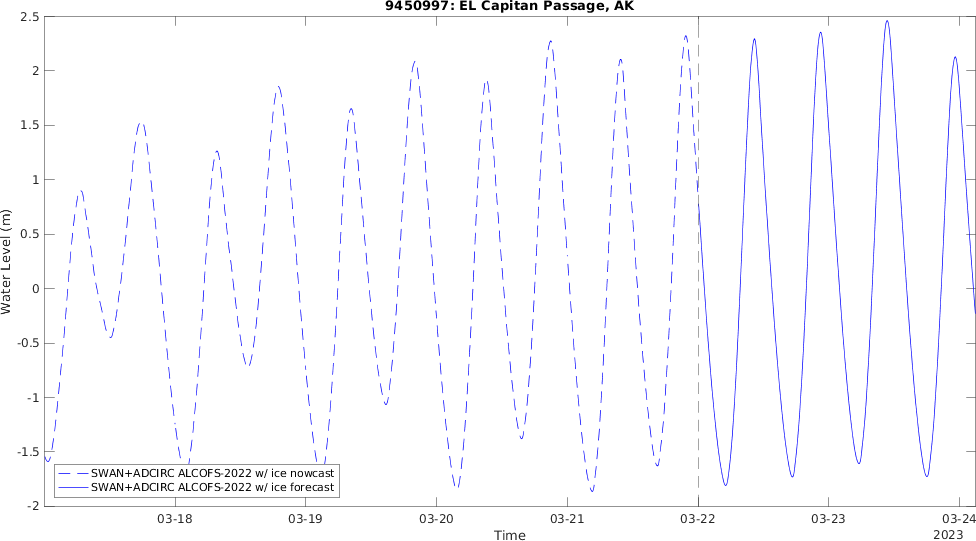 9450997: EL Capitan Passage, AK
2.5
2
1.5
1
0.5
0
-0.5
-1
-1.5
-2
Water Level (m)
SWAN+ADCIRC ALCOFS-2022 w/ ice nowcast
SWAN+ADCIRC ALCOFS-2022 w/ ice forecast
03-18 03-19 03-20 03-21 03-22 03-23 03-24
Time
2023